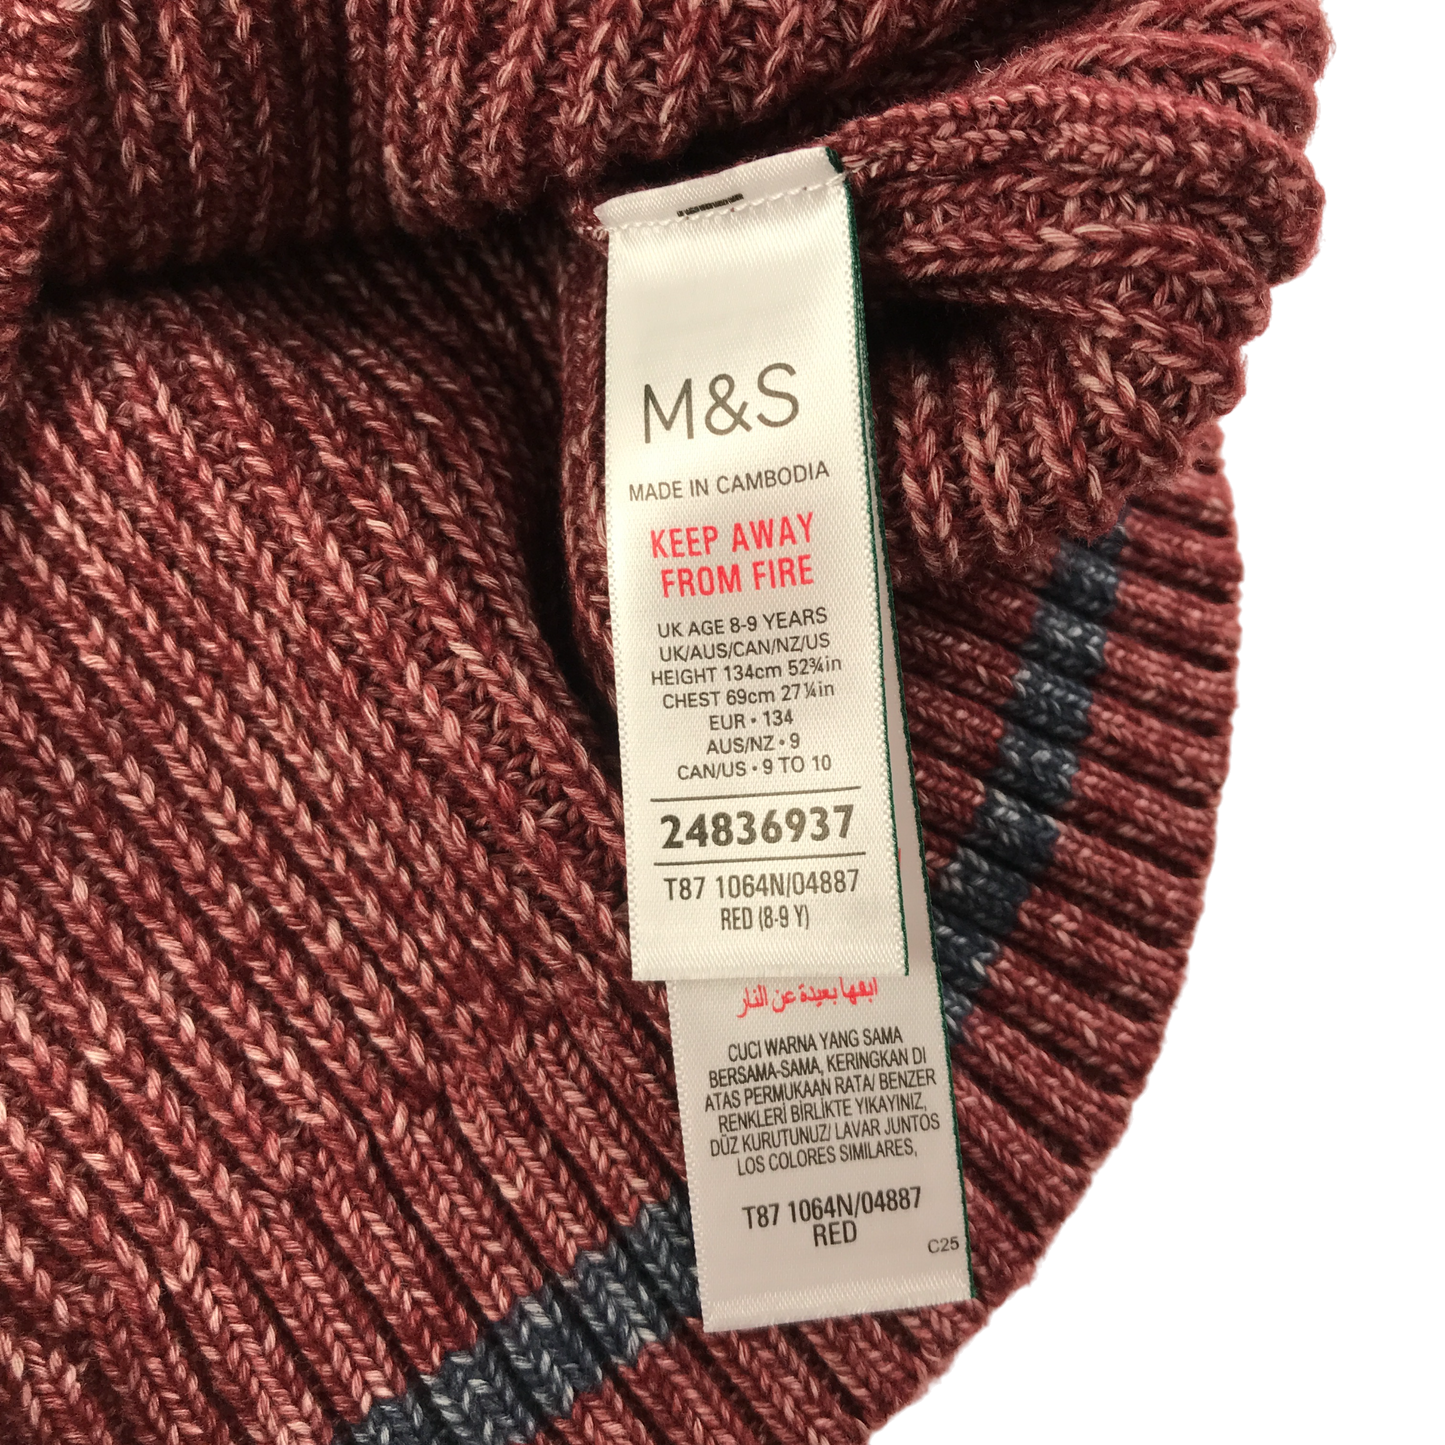 M&S
MADE IN CAMBODIA
KEEP AWAY
FROM FIRE
UK AGE 8-9 YEARS
UK/AUS/CAN/NZ/US
HEIGHT 134cm 52¾in
CHEST 69cm 27¼in
EUR • 134
AUS/NZ • 9
CAN/US • 9 TO 10
24836937
T87 1064N/04887
RED (8-9 Y)
ابقها بعيدة عن النار
CUCI WARNA YANG SAMA
BERSAMA-SAMA, KERINGKAN DI
ATAS PERMUKAAN RATA/ BENZER
RENKLERİ BİRLİKTE YIKAYINIZ,
DÜZ KURUTUNUZ/ LAVAR JUNTOS
LOS COLORES SIMILARES,
T87 1064N/04887
RED
C25